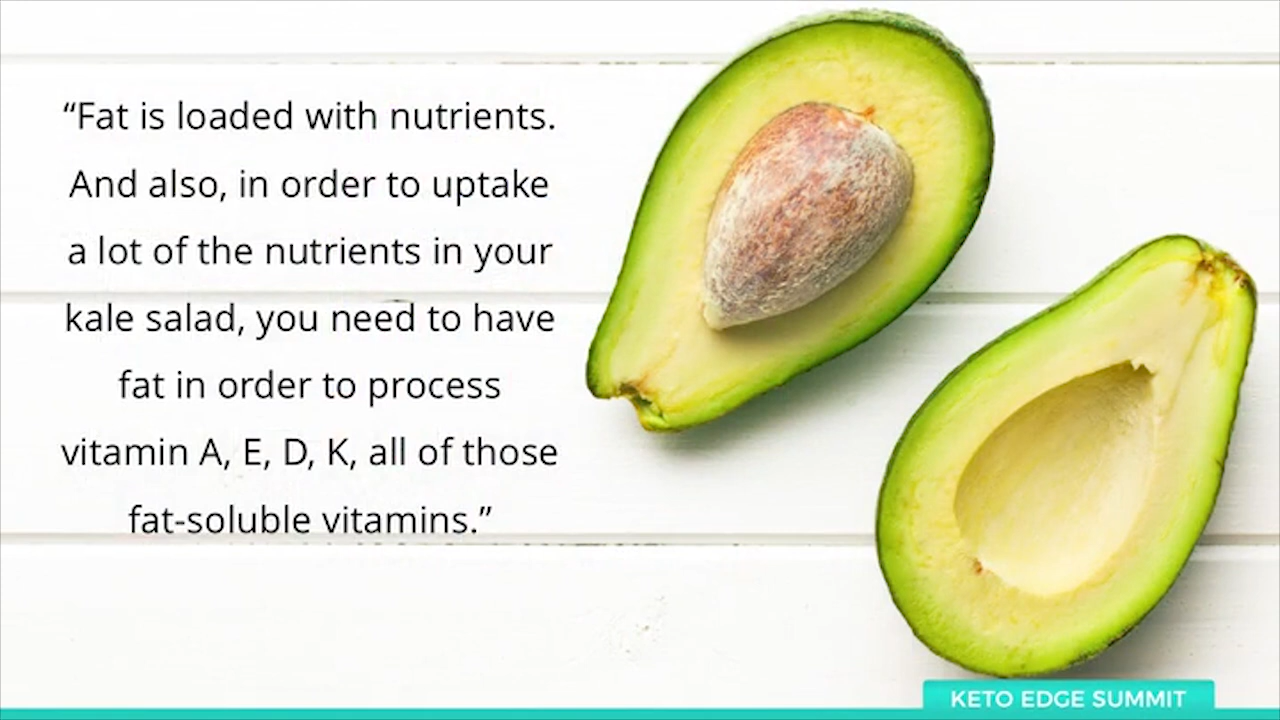 “Fat is loaded with nutrients.
And also, in order to uptake
a lot of the nutrients in your
kale salad, you need to have
fat in order to process
vitamin A, E, D, K, all of those
fat-soluble vitamins.”
KETO EDGE SUMMIT